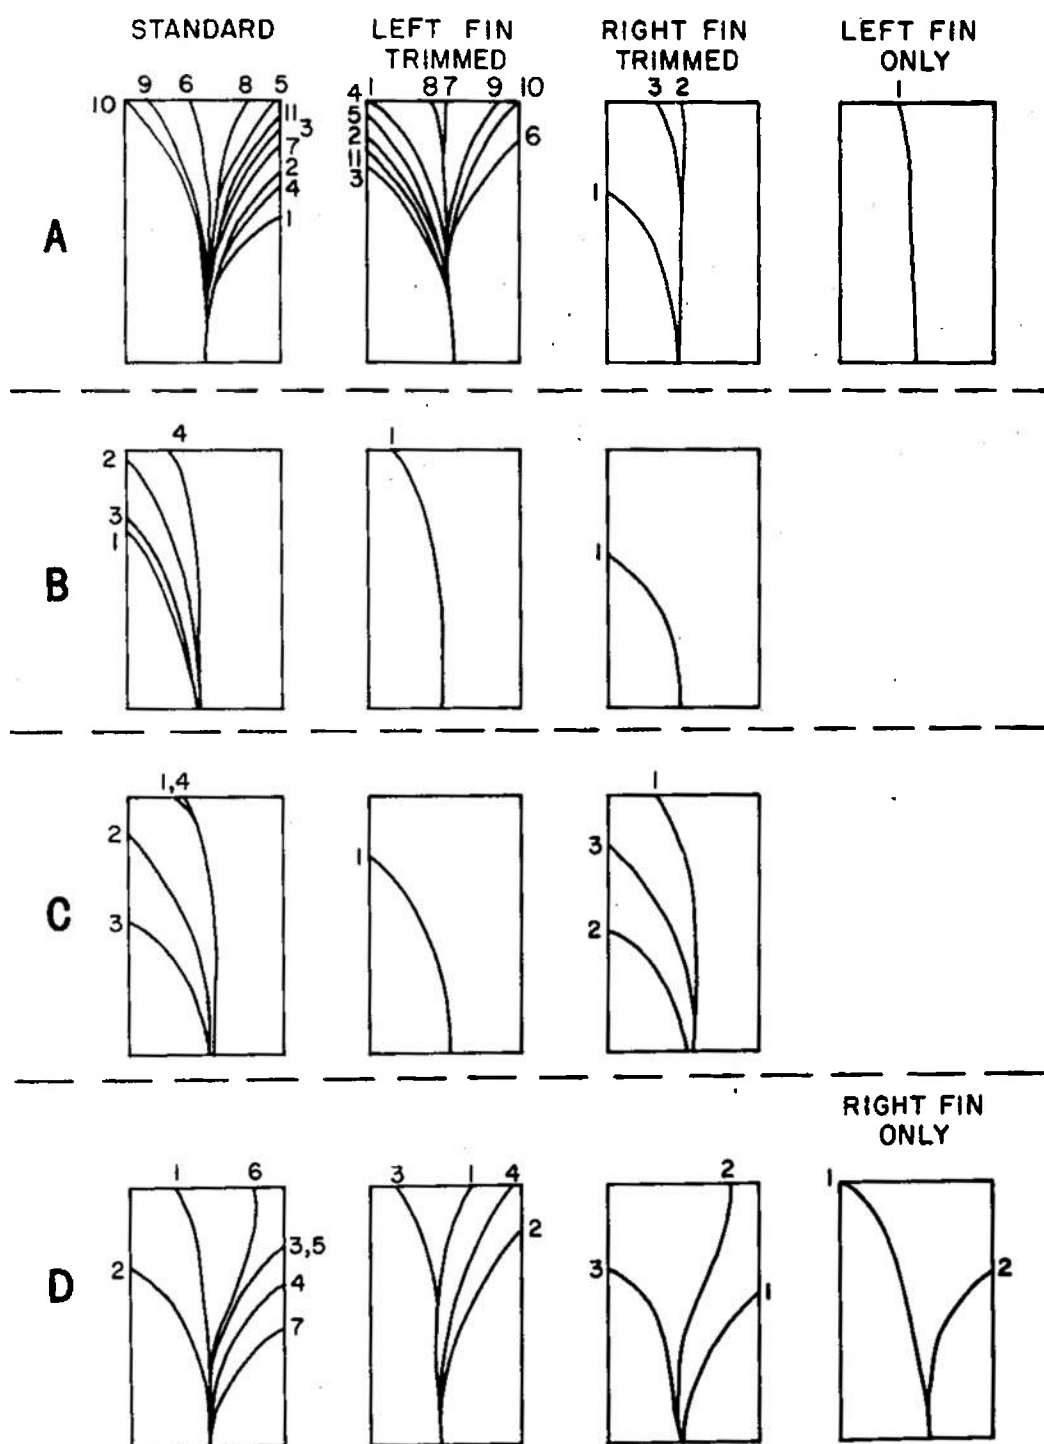 STANDARD
LEFT FIN
TRIMMED
RIGHT FIN
TRIMMED
LEFT FIN
ONLY
10 9 6 8 5
11
3
7
2
4
1
4 1 8 7 9 10
5
2
11
3
6
3 2
1
1
A
4
2
3
1
1
1
B
1,4
2
3
1
1
3
2
C
RIGHT FIN
ONLY
1 6
2
3,5
4
7
3 1 4
2
2
3
1
1
2
D